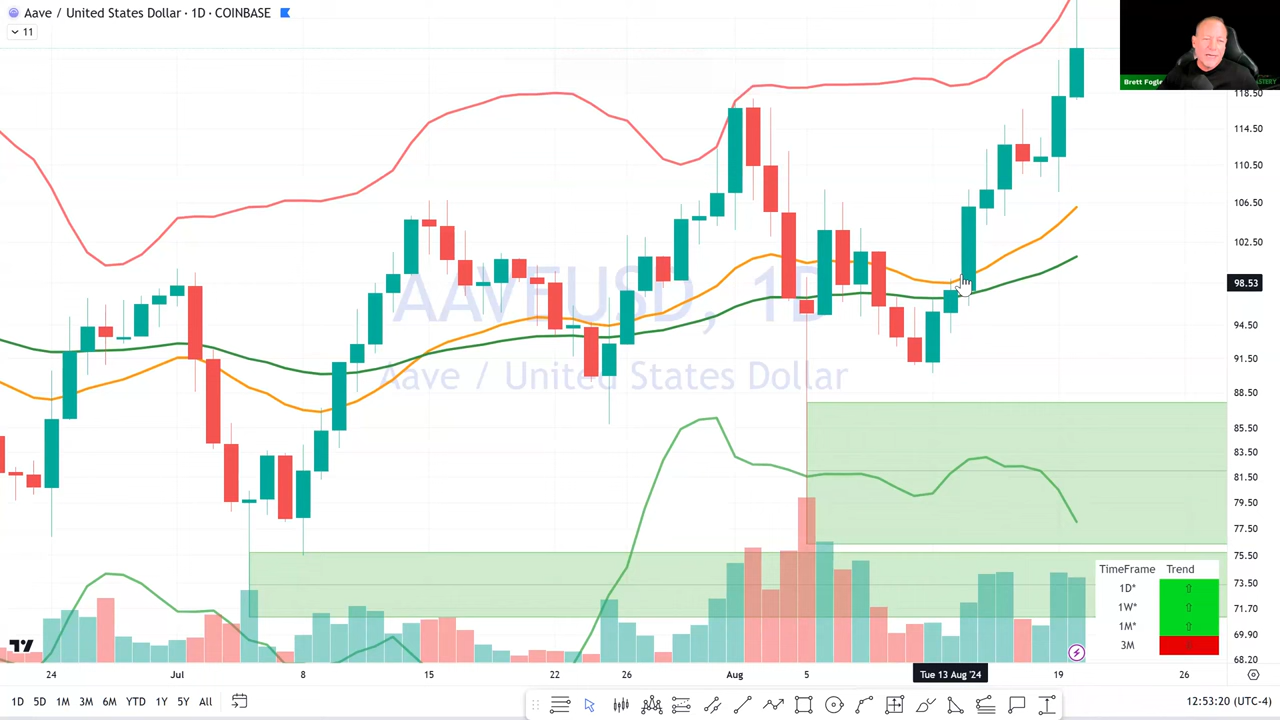 Aave / United States Dollar · 1D · COINBASE
11
Brett Fogle
118.50
114.50
110.50
106.50
102.50
98.53
94.50
91.50
88.50
85.50
83.50
81.50
79.50
77.50
75.50
73.50
71.70
69.90
68.20
AAVEUSD, 1D
Aave / United States Dollar
TimeFrame Trend
1D*
1W*
1M*
3M
24 Jul 8 15 26 Aug 5 Tue 13 Aug '24 19 26
1D 5D 1M 3M 6M YTD 1Y 5Y All
12:53:20 (UTC-4)